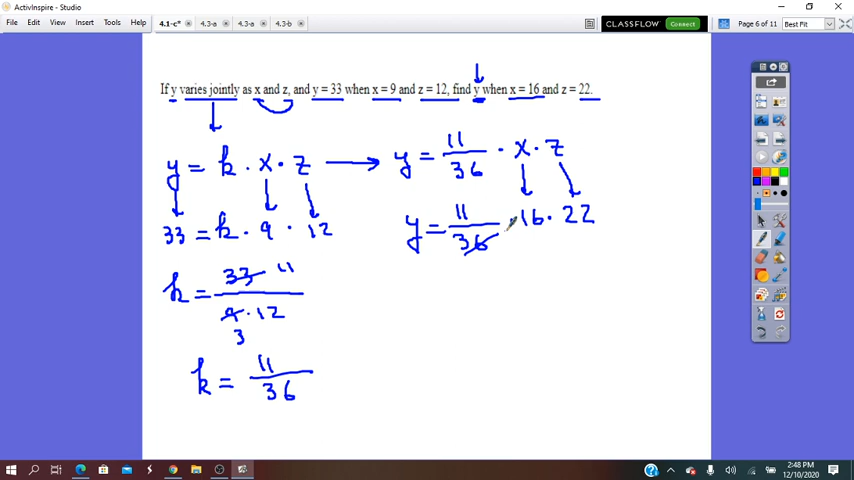 ActivInspire - Studio
File Edit View Insert Tools Help
4.1-c* 4.3-a 4.3-a 4.3-b
CLASSFLOW Connect Page 6 of 11 Best Fit
If y varies jointly as x and z, and y = 33 when x = 9 and z = 12, find y when x = 16 and z = 22.
y = k · x · z
33 = k · 9 · 12
k = 33 11 / 9 · 12 3
k = 11 / 36
y = 11 / 36 · x · z
y = 11 / 36 · 16 · 22
2:48 PM
12/10/2020